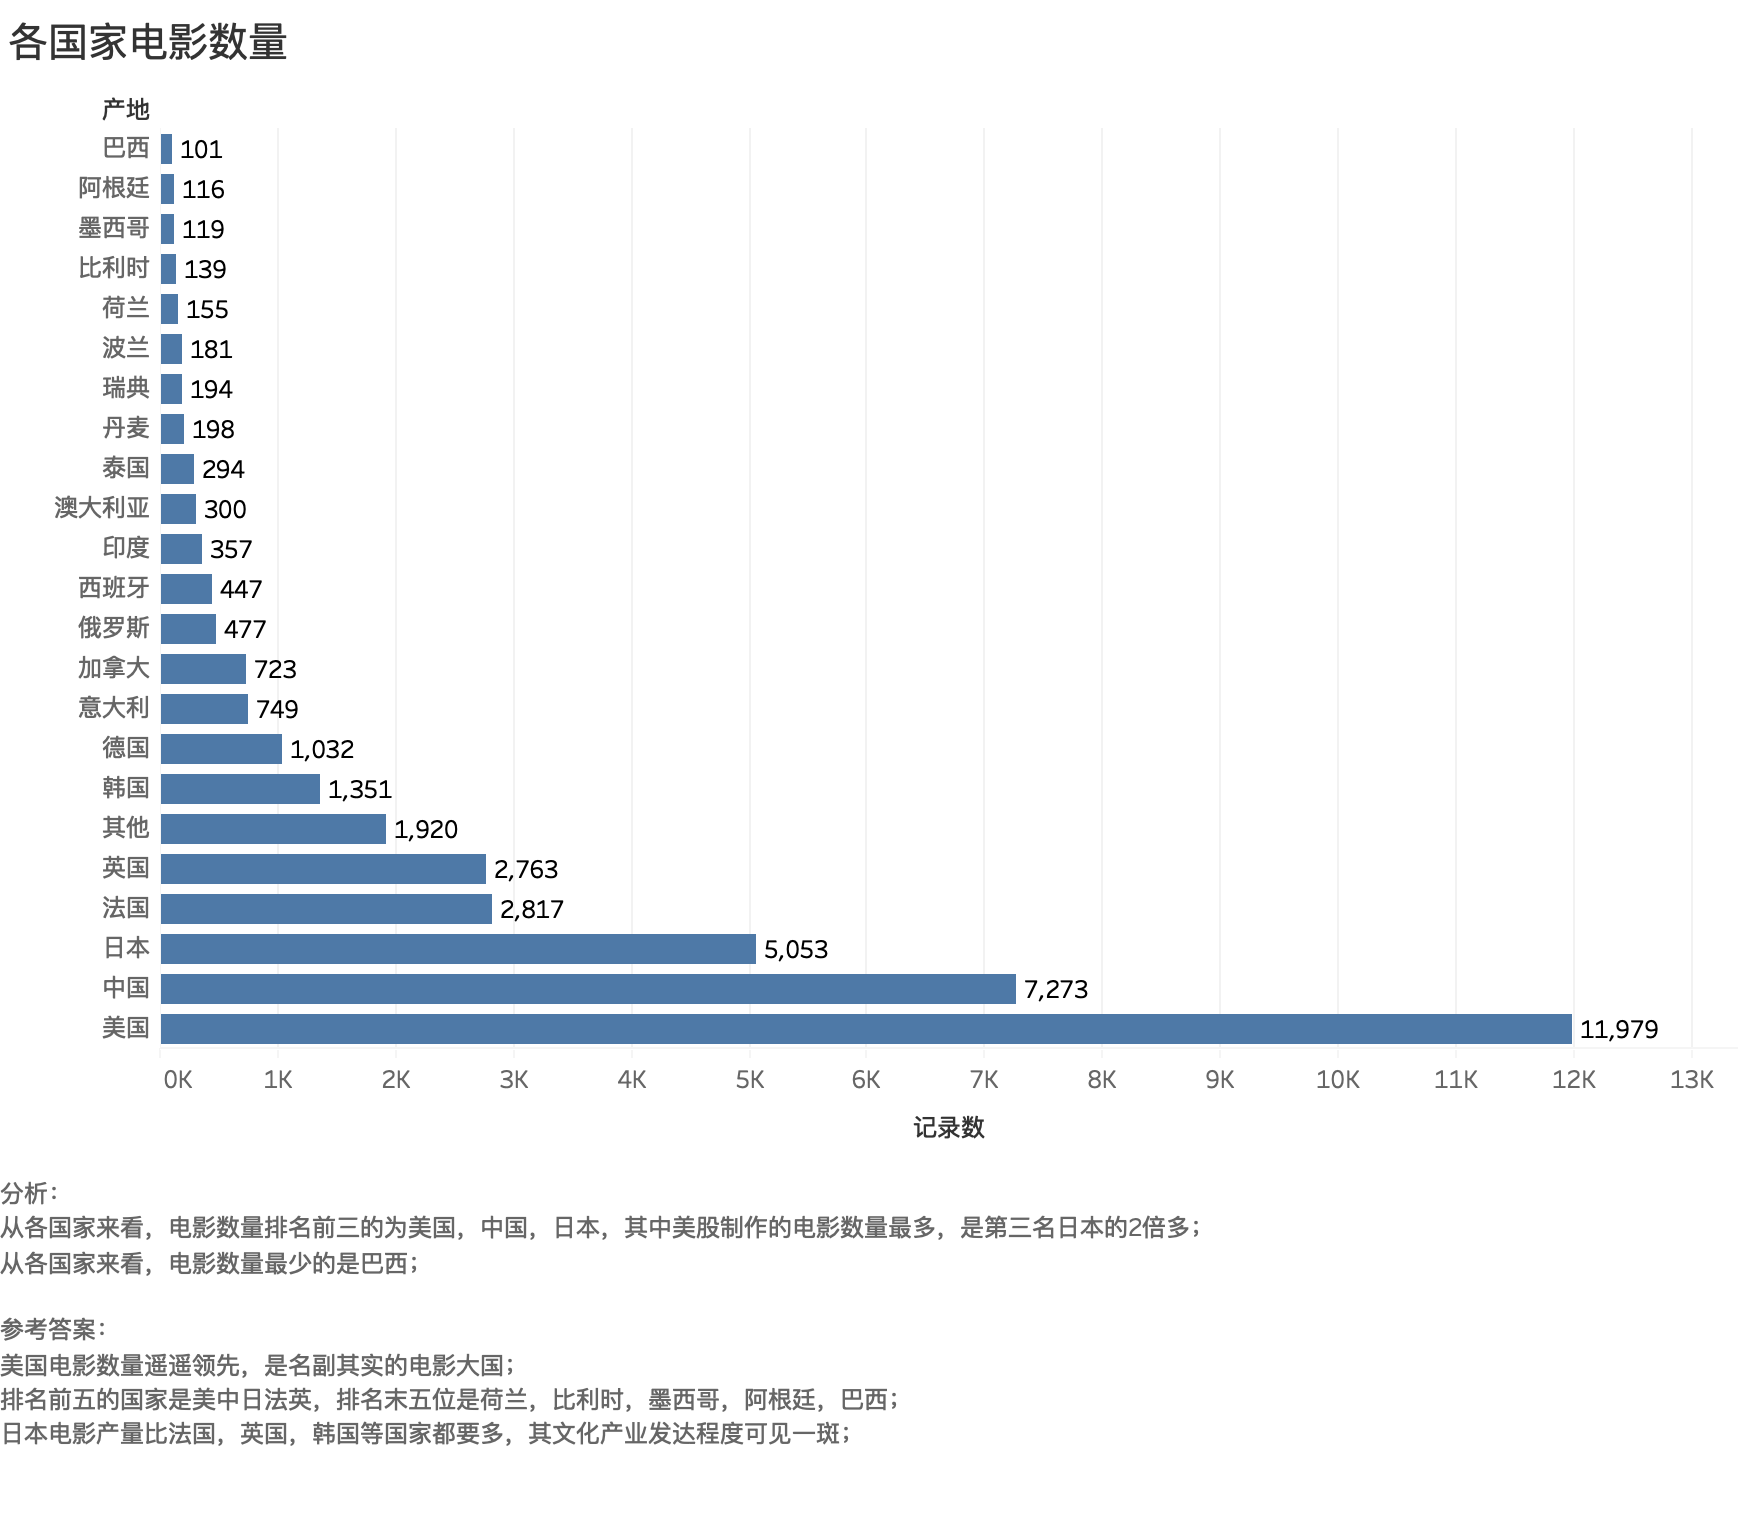 各国家电影数量
产地
巴西 101
阿根廷 116
墨西哥 119
比利时 139
荷兰 155
波兰 181
瑞典 194
丹麦 198
泰国 294
澳大利亚 300
印度 357
西班牙 447
俄罗斯 477
加拿大 723
意大利 749
德国 1,032
韩国 1,351
其他 1,920
英国 2,763
法国 2,817
日本 5,053
中国 7,273
美国 11,979
0K 1K 2K 3K 4K 5K 6K 7K 8K 9K 10K 11K 12K 13K
记录数
分析：
从各国家来看，电影数量排名前三的为美国，中国，日本，其中美股制作的电影数量最多，是第三名日本的2倍多；
从各国家来看，电影数量最少的是巴西；
参考答案：
美国电影数量遥遥领先，是名副其实的电影大国；
排名前五的国家是美中日法英，排名末五位是荷兰，比利时，墨西哥，阿根廷，巴西；
日本电影产量比法国，英国，韩国等国家都要多，其文化产业发达程度可见一斑；